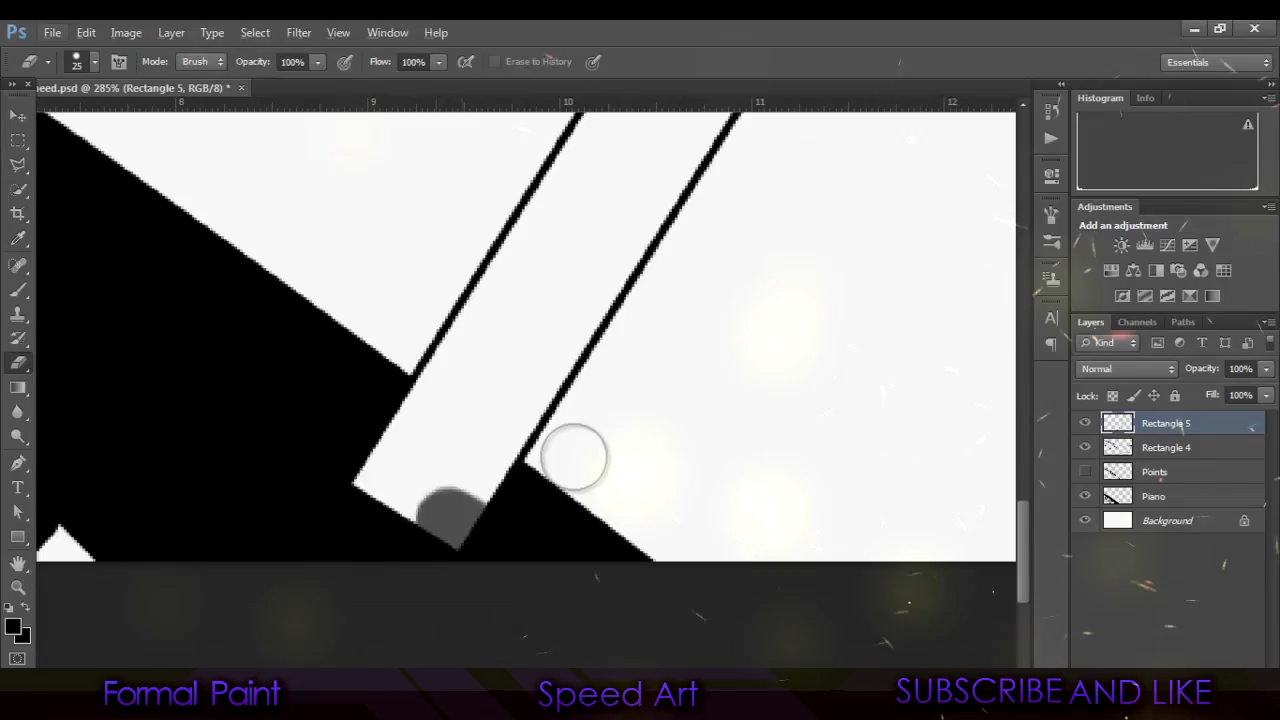 Ps File Edit Image Layer Type Select Filter View Window Help
25 Mode: Brush Opacity: 100% Flow: 100% Erase to History Essentials
eed.psd @ 285% (Rectangle 5, RGB/8) * ×
8 9 10 11 12
Histogram Info
Adjustments
Add an adjustment
Layers Channels Paths
Kind
Normal Opacity: 100%
Lock: Fill: 100%
Rectangle 5
Rectangle 4
Points
Piano
Background
Formal Paint Speed Art SUBSCRIBE AND LIKE